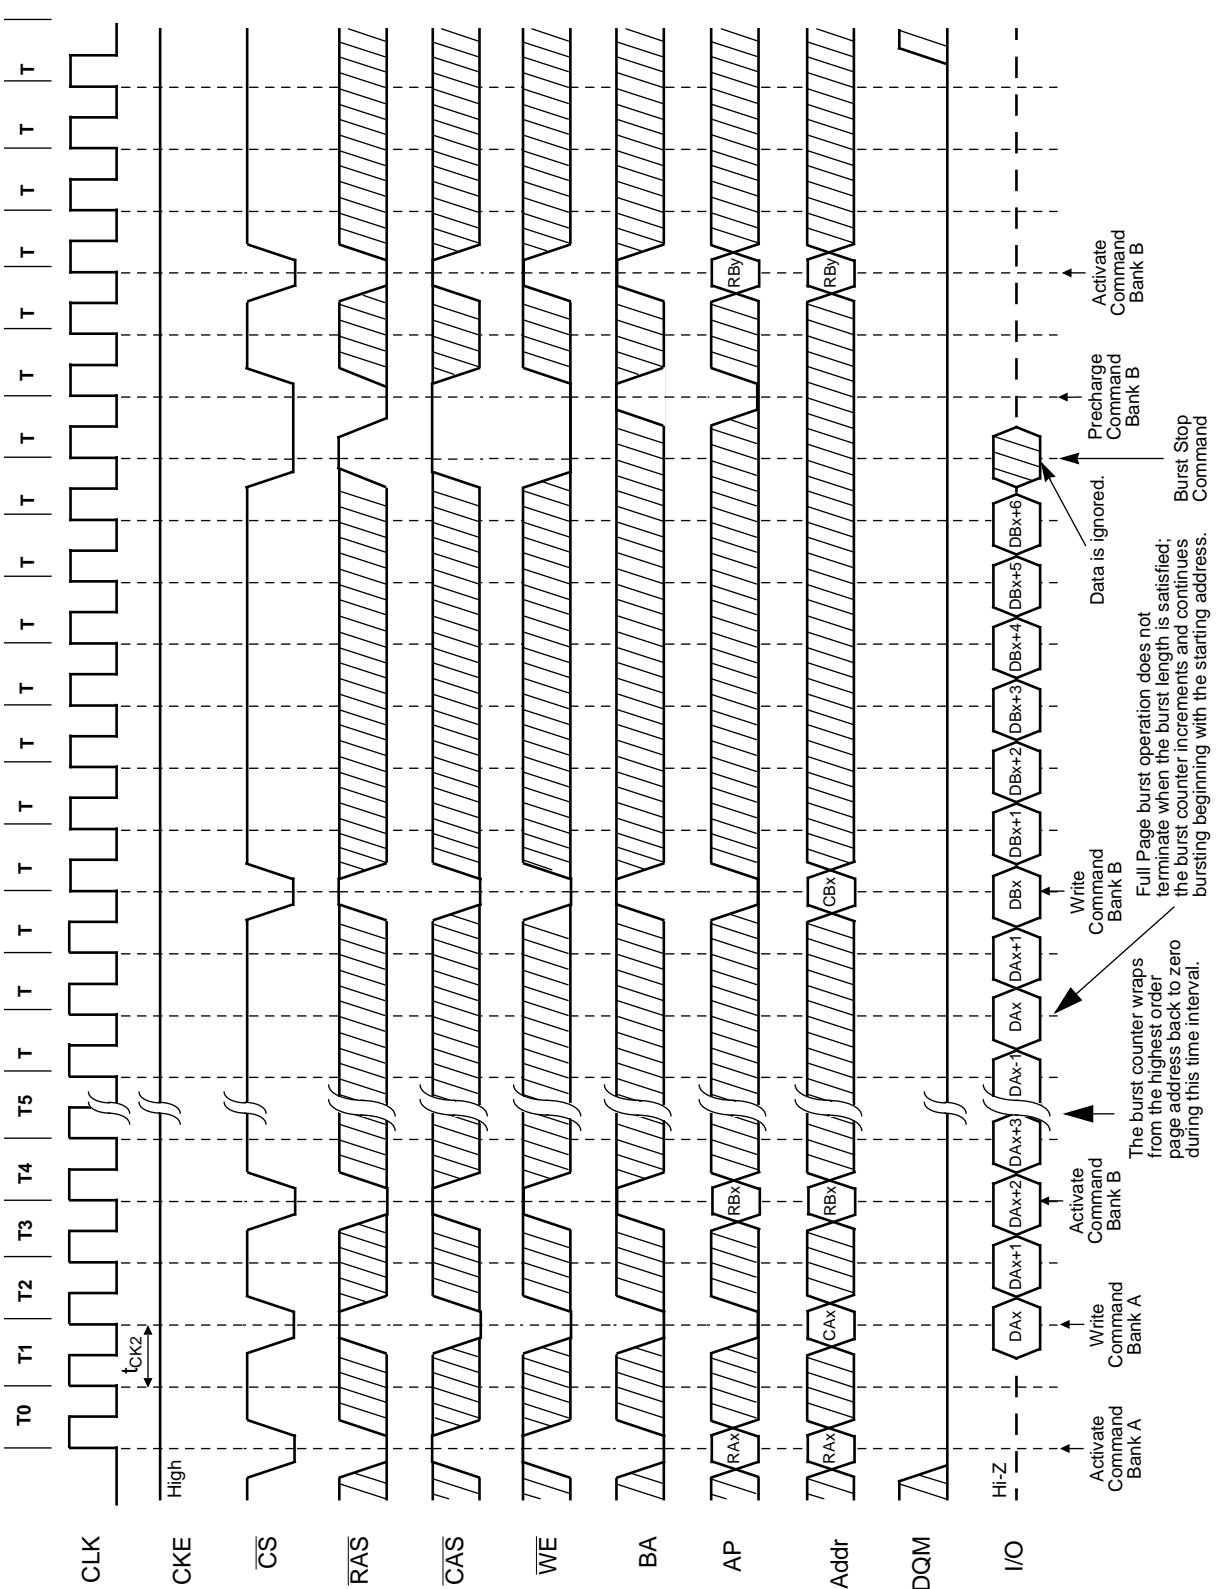 T0 T1 T2 T3 T4 T5 T T T T T T T T T T T T T T T T T
CLK
tCK2
CKE
High
CS
RAS
CAS
WE
BA
AP
RAx RBx RBy
Addr
RAx CAx RBx CBx RBy
DQM
I/O
Hi-Z
DAx DAx+1 DAx+2 DAx+3 DAx-1 DAx DAx+1 DBx DBx+1 DBx+2 DBx+3 DBx+4 DBx+5 DBx+6
Activate
Command
Bank A
Write
Command
Bank A
Activate
Command
Bank B
The burst counter wraps
from the highest order
page address back to zero
during this time interval.
Write
Command
Bank B
Full Page burst operation does not
terminate when the burst length is satisfied;
the burst counter increments and continues
bursting beginning with the starting address.
Data is ignored.
Burst Stop
Command
Precharge
Command
Bank B
Activate
Command
Bank B